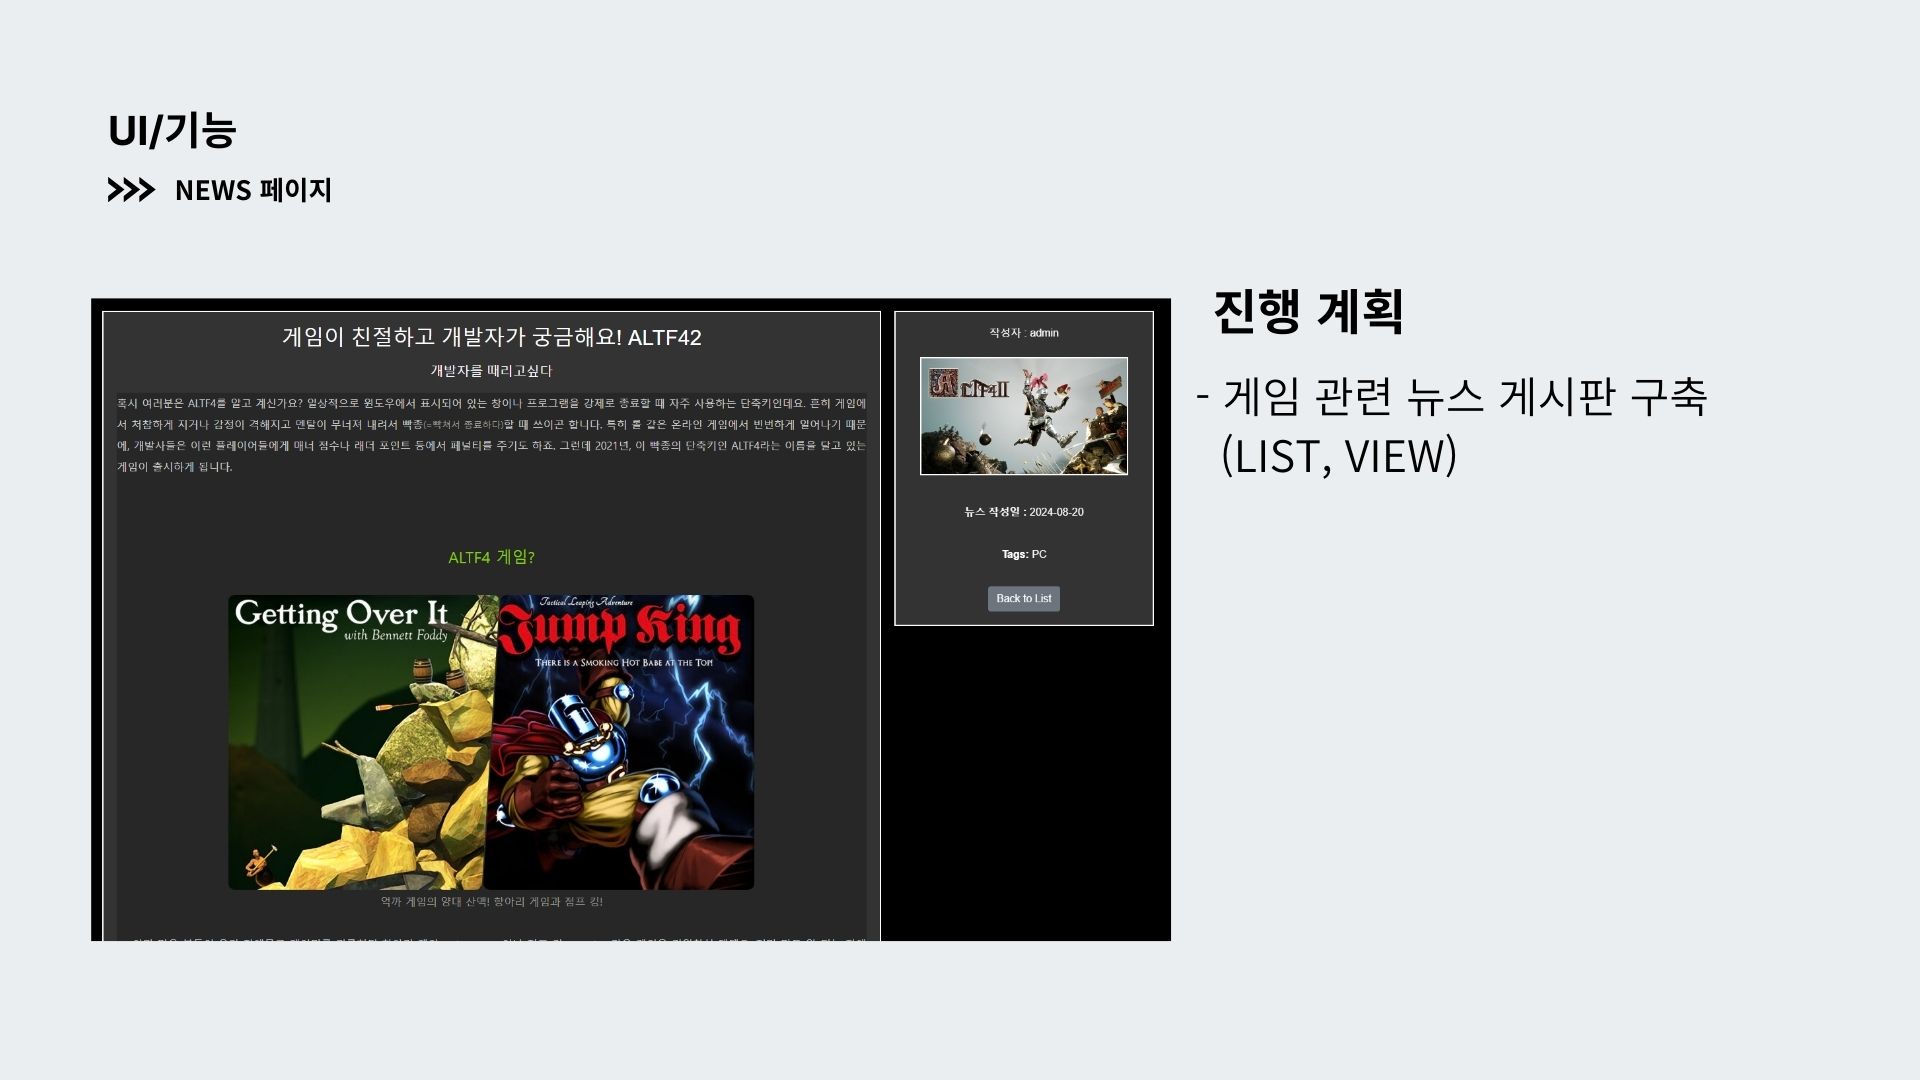 UI/기능
NEWS 페이지
진행 계획
- 게임 관련 뉴스 게시판 구축
(LIST, VIEW)
게임이 친절하고 개발자가 궁금해요! ALTF42
개발자를 때리고싶다
혹시 여러분은 ALTF4를 알고 계신가요? 일상적으로 윈도우에서 표시되어 있는 창이나 프로그램을 강제로 종료할 때 자주 사용하는 단축키인데요. 흔히 게임에
서 처참하게 지거나 감정이 격해지고 멘탈이 무너져 내려서 빡종(=빡쳐서 종료하다)할 때 쓰이곤 합니다. 특히 롤 같은 온라인 게임에서 빈번하게 일어나기 때문
에, 개발사들은 이런 플레이어들에게 매너 점수나 래더 포인트 등에서 페널티를 주기도 하죠. 그런데 2021년, 이 빡종의 단축키인 ALTF4라는 이름을 달고 있는
게임이 출시하게 됩니다.
ALTF4 게임?
Getting Over It
with Bennett Foddy
Tactical Leaping Adventure
Jump King
THERE IS A SMOKING HOT BABE AT THE TOP!
억까 게임의 양대 산맥! 항아리 게임과 점프 킹!
작성자 : admin
ALTF4II
뉴스 작성일 : 2024-08-20
Tags: PC
Back to List